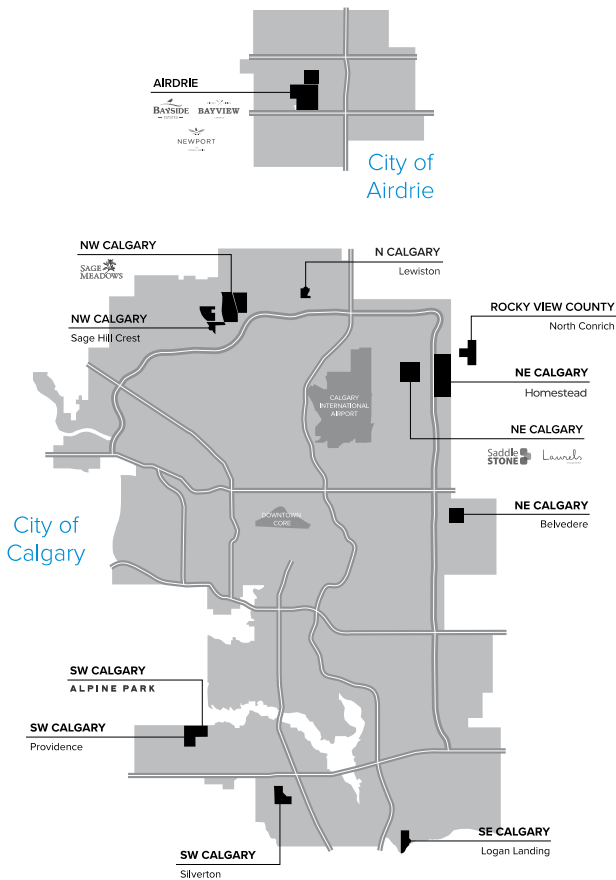 AIRDRIE
BAYSIDE
BAYVIEW
NEWPORT
City of
Airdrie
NW CALGARY
SAGE
MEADOWS
N CALGARY
Lewiston
NW CALGARY
Sage Hill Crest
ROCKY VIEW COUNTY
North Conrich
NE CALGARY
Homestead
CALGARY
INTERNATIONAL
AIRPORT
NE CALGARY
Saddle
STONE
Laurels
NE CALGARY
Belvedere
DOWNTOWN
CORE
City of
Calgary
SW CALGARY
ALPINE PARK
SW CALGARY
Providence
SE CALGARY
Logan Landing
SW CALGARY
Silverton